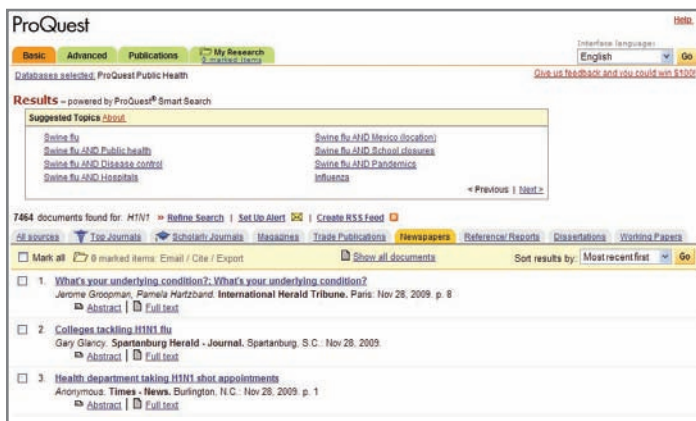 ProQuest
Help
Basic Advanced Publications My Research
0 marked items
Interface language:
English Go
Databases selected: ProQuest Public Health
Give us feedback and you could win $100!
Results – powered by ProQuest® Smart Search
Suggested Topics About
Swine flu Swine flu AND Mexico (location)
Swine flu AND Public health Swine flu AND School closures
Swine flu AND Disease control Swine flu AND Pandemics
Swine flu AND Hospitals Influenza
< Previous | Next >
7464 documents found for: H1N1 » Refine Search | Set Up Alert | Create RSS Feed
All sources Top Journals Scholarly Journals Magazines Trade Publications Newspapers Reference/Reports Dissertations Working Papers
Mark all 0 marked items: Email / Cite / Export Show all documents Sort results by: Most recent first Go
1. What's your underlying condition?; What's your underlying condition?
Jerome Groopman, Pamela Hartzband. International Herald Tribune. Paris: Nov 28, 2009. p. 8
Abstract | Full text
2. Colleges tackling H1N1 flu
Gary Glancy. Spartanburg Herald - Journal. Spartanburg, S.C.: Nov 28, 2009.
Abstract | Full text
3. Health department taking H1N1 shot appointments
Anonymous. Times - News. Burlington, N.C.: Nov 28, 2009. p. 1
Abstract | Full text